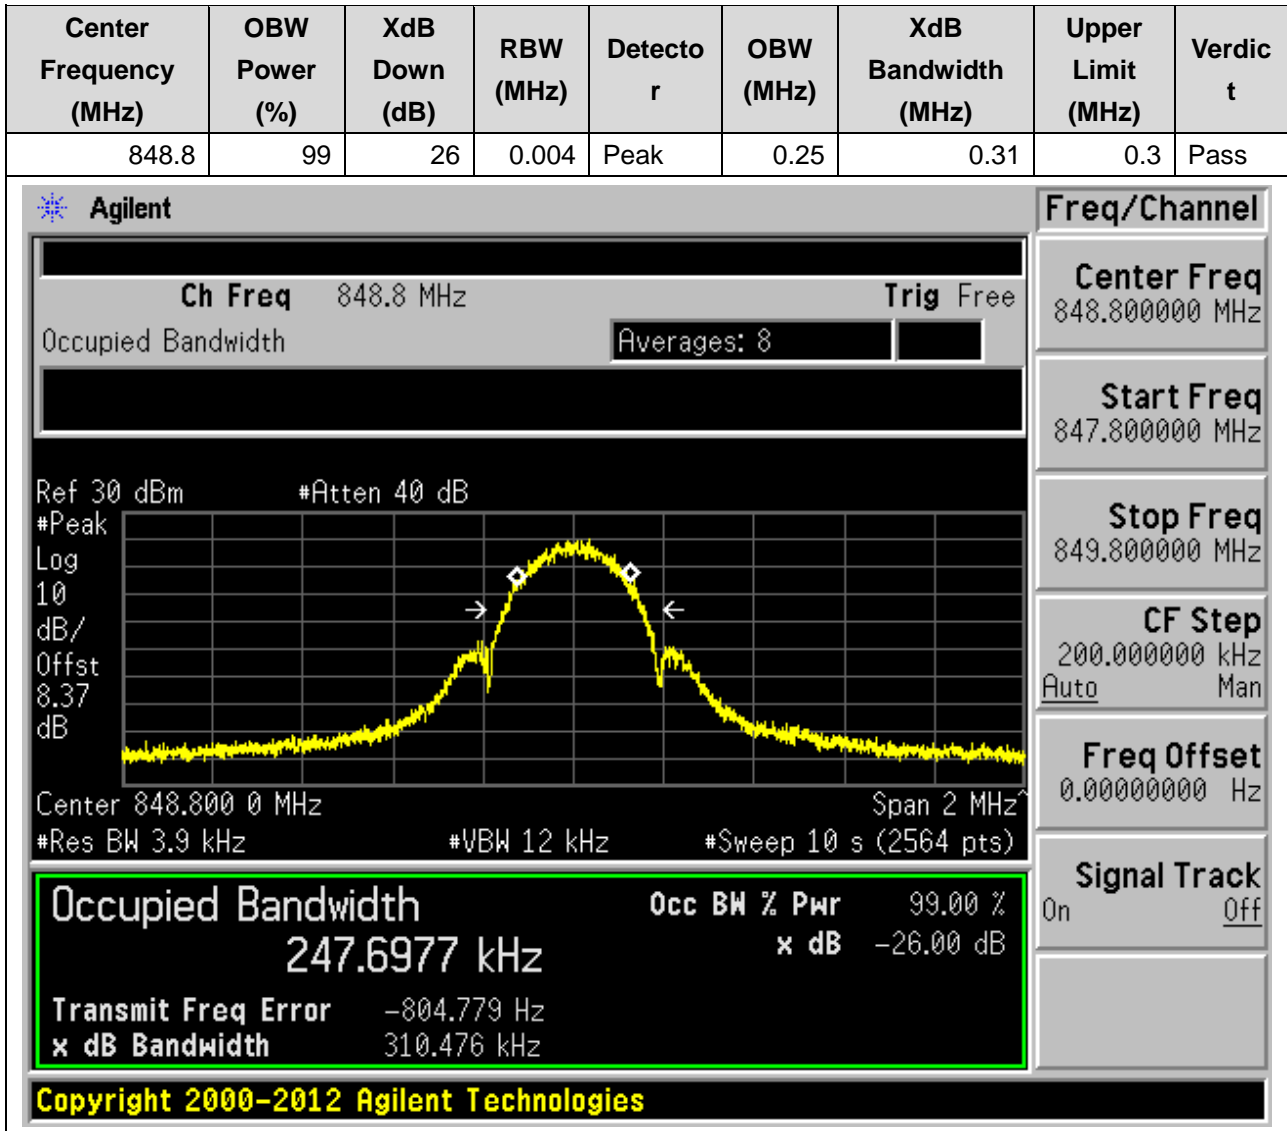 Center Frequency (MHz) OBW Power (%) XdB Down (dB) RBW (MHz) Detecto r OBW (MHz) XdB Bandwidth (MHz) Upper Limit (MHz) Verdic t
848.8 99 26 0.004 Peak 0.25 0.31 0.3 Pass
Agilent
Freq/Channel
Ch Freq 848.8 MHz Trig Free
Occupied Bandwidth Averages: 8
Center Freq
848.800000 MHz
Start Freq
847.800000 MHz
Stop Freq
849.800000 MHz
CF Step
200.000000 kHz
Auto Man
Freq Offset
0.00000000 Hz
Signal Track
On Off
Ref 30 dBm #Atten 40 dB
#Peak
Log
10
dB/
Offst
8.37
dB
Center 848.800 0 MHz Span 2 MHz^
#Res BW 3.9 kHz #VBW 12 kHz #Sweep 10 s (2564 pts)
Occupied Bandwidth Occ BW % Pwr 99.00 %
247.6977 kHz x dB -26.00 dB
Transmit Freq Error -804.779 Hz
x dB Bandwidth 310.476 kHz
Copyright 2000-2012 Agilent Technologies